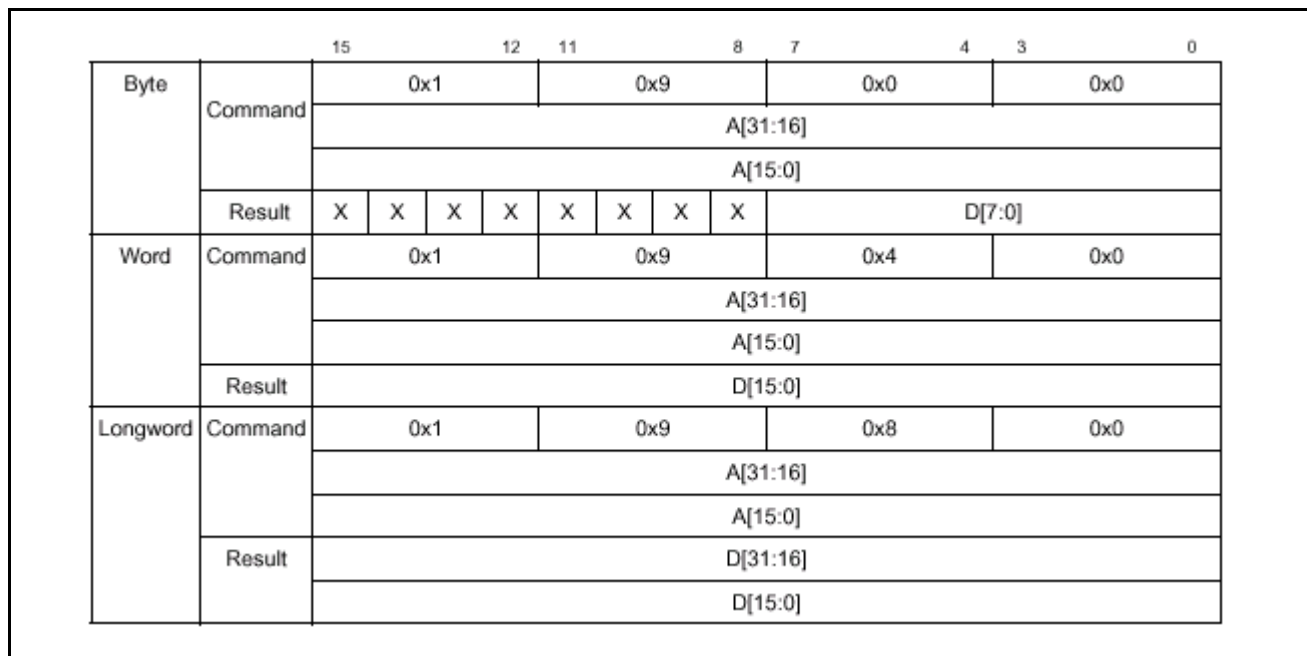 15 12 11 8 7 4 3 0
Byte Command 0x1 0x9 0x0 0x0
A[31:16]
A[15:0]
Result X X X X X X X X D[7:0]
Word Command 0x1 0x9 0x4 0x0
A[31:16]
A[15:0]
Result D[15:0]
Longword Command 0x1 0x9 0x8 0x0
A[31:16]
A[15:0]
Result D[31:16]
D[15:0]